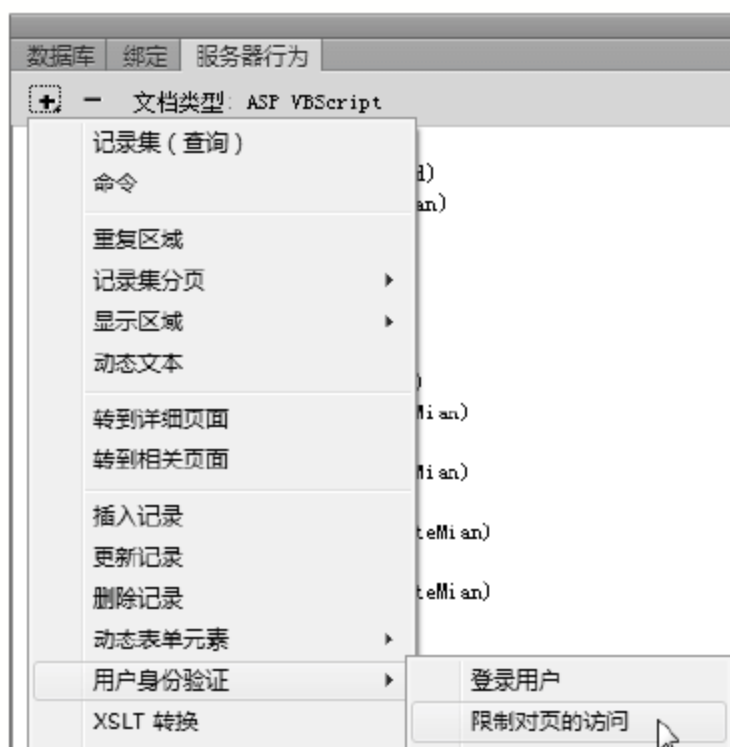 数据库 绑定 服务器行为
文档类型: ASP VBScript
记录集(查询)
命令
重复区域
记录集分页
显示区域
动态文本
转到详细页面
转到相关页面
插入记录
更新记录
删除记录
动态表单元素
用户身份验证
登录用户
XSLT 转换
限制对页的访问